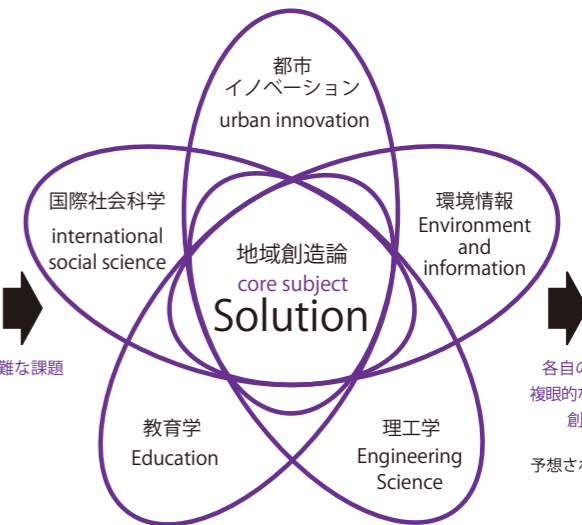 都市
イノベーション
urban innovation
国際社会科学
international
social science
環境情報
Environment
and
information
地域創造論
core subject
Solution
難な課題
各自の
複眼的な
創
予想され
教育学
Education
理工学
Engineering
Science